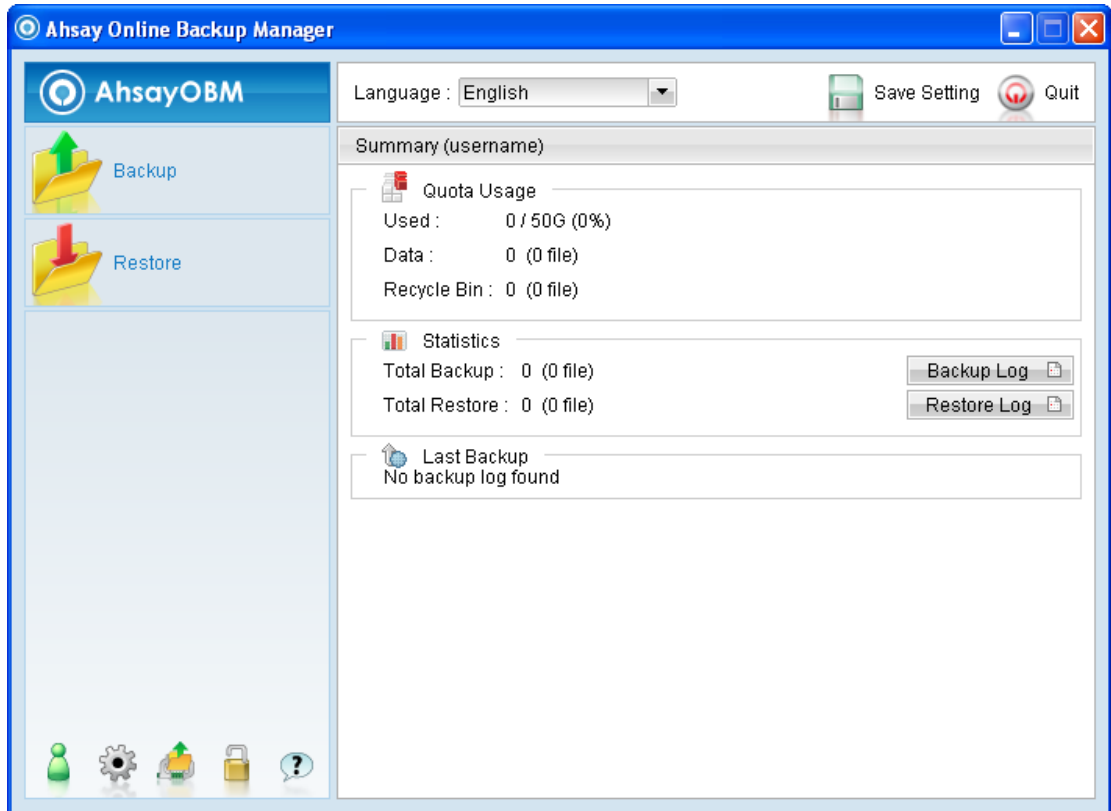 Ahsay Online Backup Manager
AhsayOBM
Language : English
Save Setting
Quit
Backup
Restore
Summary (username)
Quota Usage
Used : 0 / 50G (0%)
Data : 0 (0 file)
Recycle Bin : 0 (0 file)
Statistics
Total Backup : 0 (0 file)
Backup Log
Total Restore : 0 (0 file)
Restore Log
Last Backup
No backup log found
?